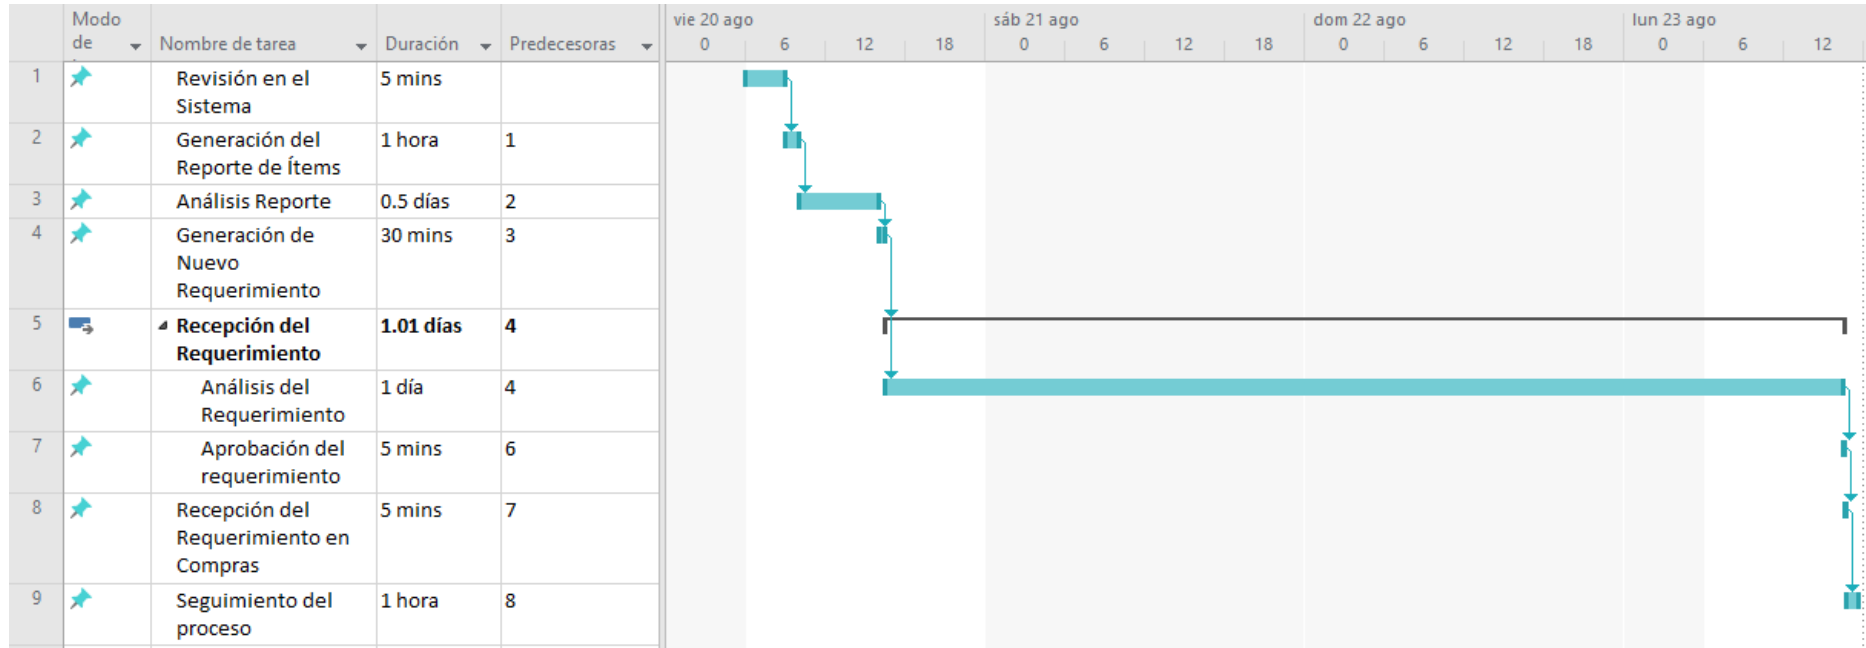 Modo de Nombre de tarea Duración Predecesoras
vie 20 ago sáb 21 ago dom 22 ago lun 23 ago
0 6 12 18 0 6 12 18 0 6 12 18 0 6 12
1 Revisión en el 5 mins
Sistema
2 Generación del 1 hora 1
Reporte de Ítems
3 Análisis Reporte 0.5 días 2
4 Generación de 30 mins 3
Nuevo
Requerimiento
5 Recepción del 1.01 días 4
Requerimiento
6 Análisis del 1 día 4
Requerimiento
7 Aprobación del 5 mins 6
requerimiento
8 Recepción del 5 mins 7
Requerimiento en
Compras
9 Seguimiento del 1 hora 8
proceso